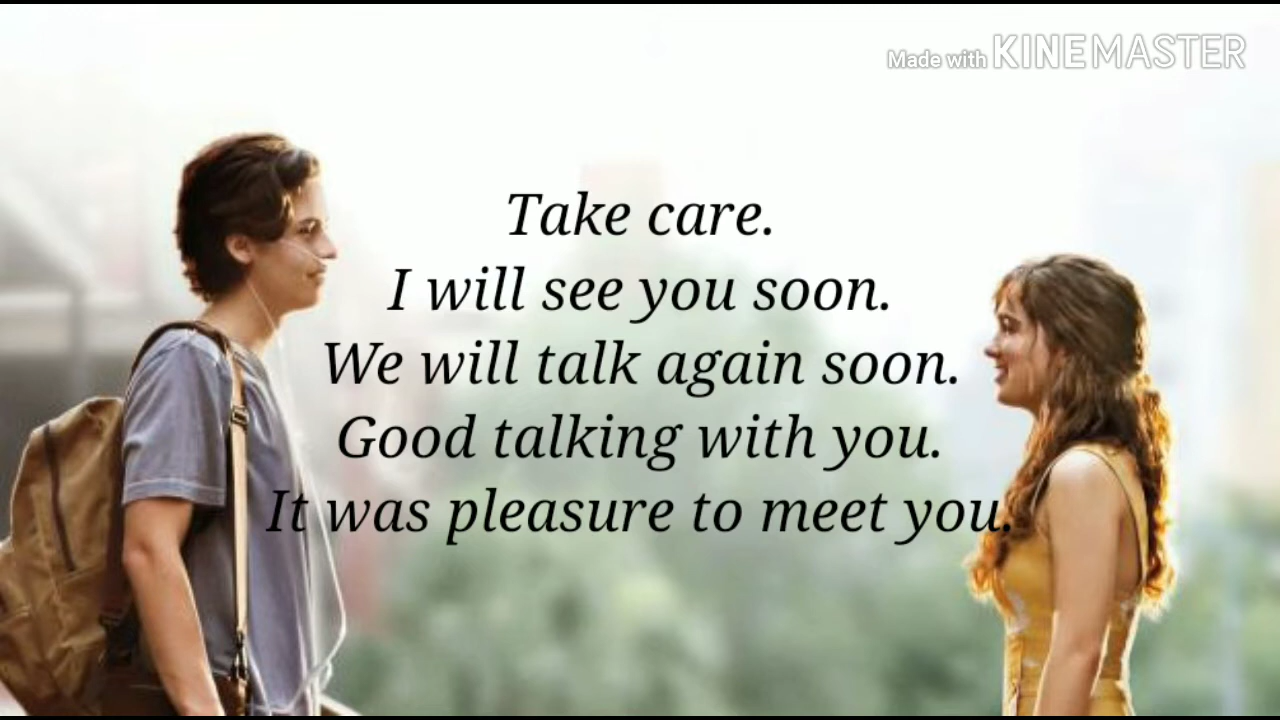 Made with KINEMASTER
Take care.
I will see you soon.
We will talk again soon.
Good talking with you.
It was pleasure to meet you.